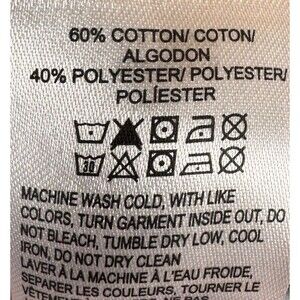 60% COTTON/ COTON/
ALGODON
40% POLYESTER/ POLYESTER/
POLÍESTER
30
MACHINE WASH COLD, WITH LIKE
COLORS, TURN GARMENT INSIDE OUT, DO
NOT BLEACH, TUMBLE DRY LOW, COOL
IRON, DO NOT DRY CLEAN
LAVER À LA MACHINE À L'EAU FROIDE,
SÉPARER LES COULEURS, TOURNER LE